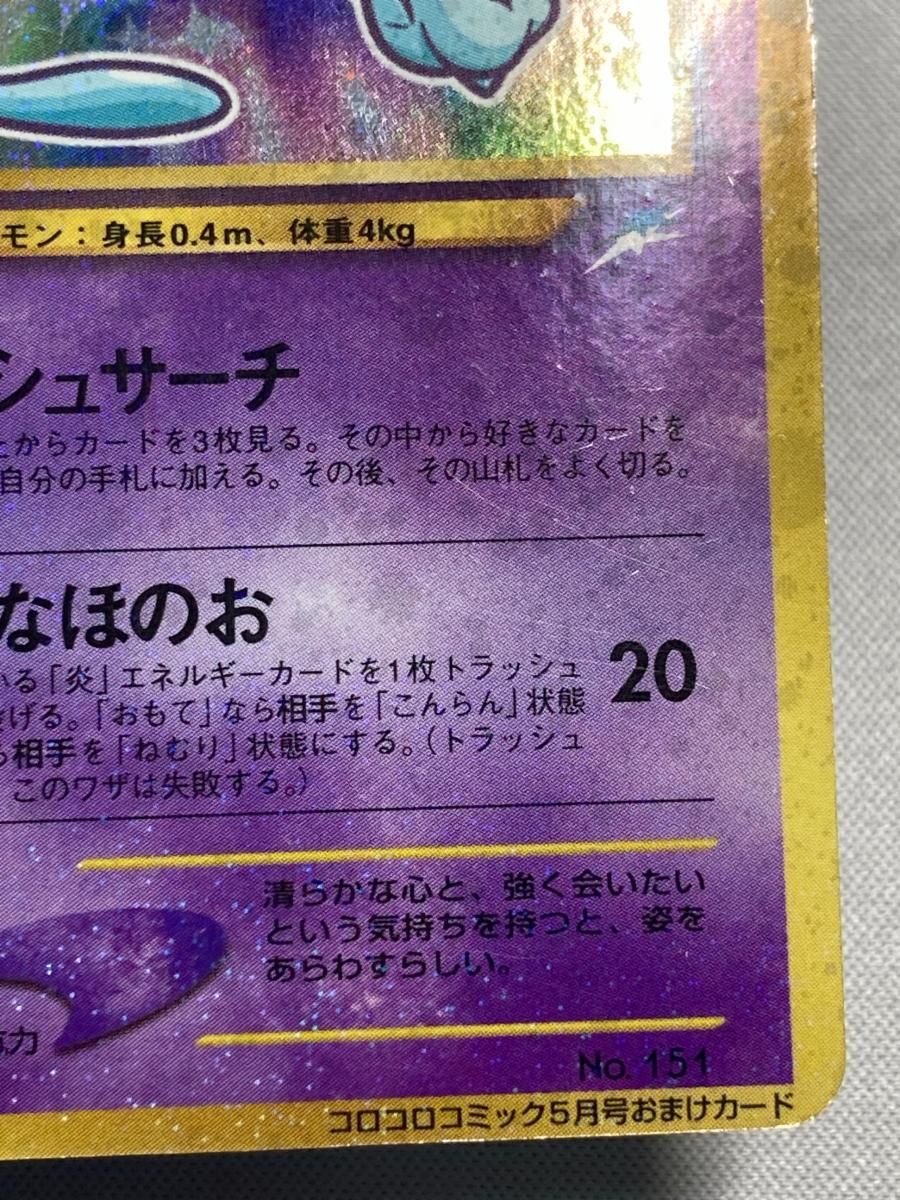 モン：身長0.4m、体重4kg
シュサーチ
からカードを3枚見る。その中から好きなカードを
自分の手札に加える。その後、その山札をよく切る。
なほのお
いる「炎」エネルギーカードを1枚トラッシュ
げる。「おもて」なら相手を「こんらん」状態
相手を「ねむり」状態にする。（トラッシュ
このワザは失敗する。）
20
清らかな心と、強く会いたい
という気持ちを持つと、姿を
あらわすらしい。
力
No. 151
コロコロコミック5月号おまけカード